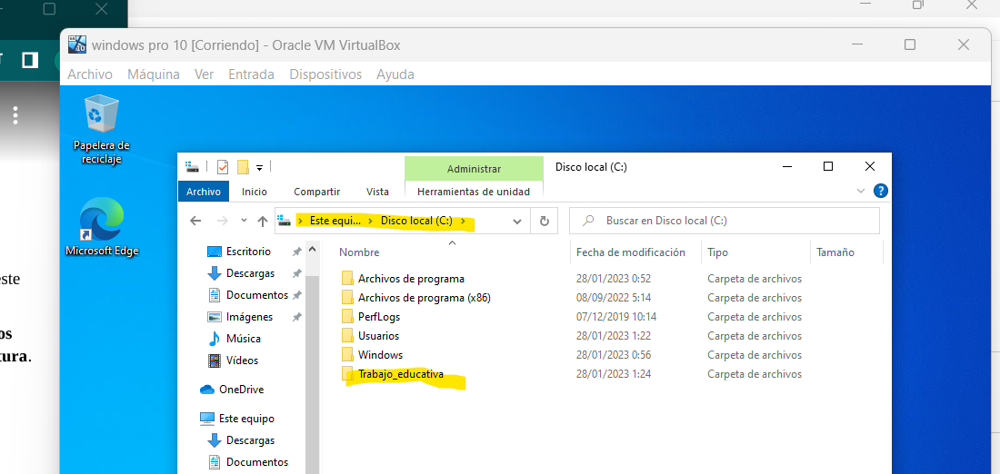 windows pro 10 [Corriendo] - Oracle VM VirtualBox
Archivo Máquina Ver Entrada Dispositivos Ayuda
Papelera de
reciclaje
Microsoft Edge
Administrar Disco local (C:)
Archivo Inicio Compartir Vista Herramientas de unidad
Este equi... Disco local (C:) Buscar en Disco local (C:)
Nombre Fecha de modificación Tipo Tamaño
Escritorio
Descargas
Documentos
Imágenes
Música
Vídeos
OneDrive
Este equipo
Descargas
Documentos
Archivos de programa 28/01/2023 0:52 Carpeta de archivos
Archivos de programa (x86) 08/09/2022 5:14 Carpeta de archivos
PerfLogs 07/12/2019 10:14 Carpeta de archivos
Usuarios 28/01/2023 1:22 Carpeta de archivos
Windows 28/01/2023 0:56 Carpeta de archivos
Trabajo_educativa 28/01/2023 1:24 Carpeta de archivos